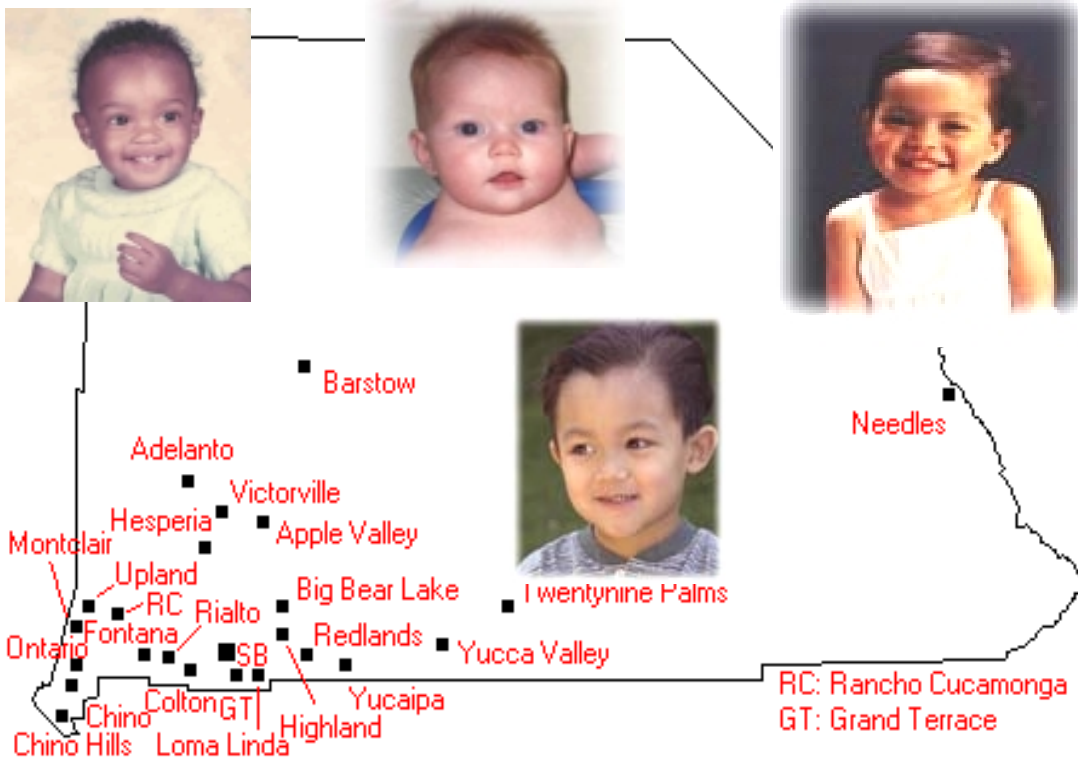 Barstow
Needles
Adelanto
Victorville
Hesperia
Apple Valley
Montclair
Upland
Big Bear Lake
Twentynine Palms
RC
Rialto
Fontana
Redlands
Ontario
SB
Yucca Valley
RC: Rancho Cucamonga
Yucaipa
Colton
GT
Chino
GT: Grand Terrace
Highland
Chino Hills
Loma Linda